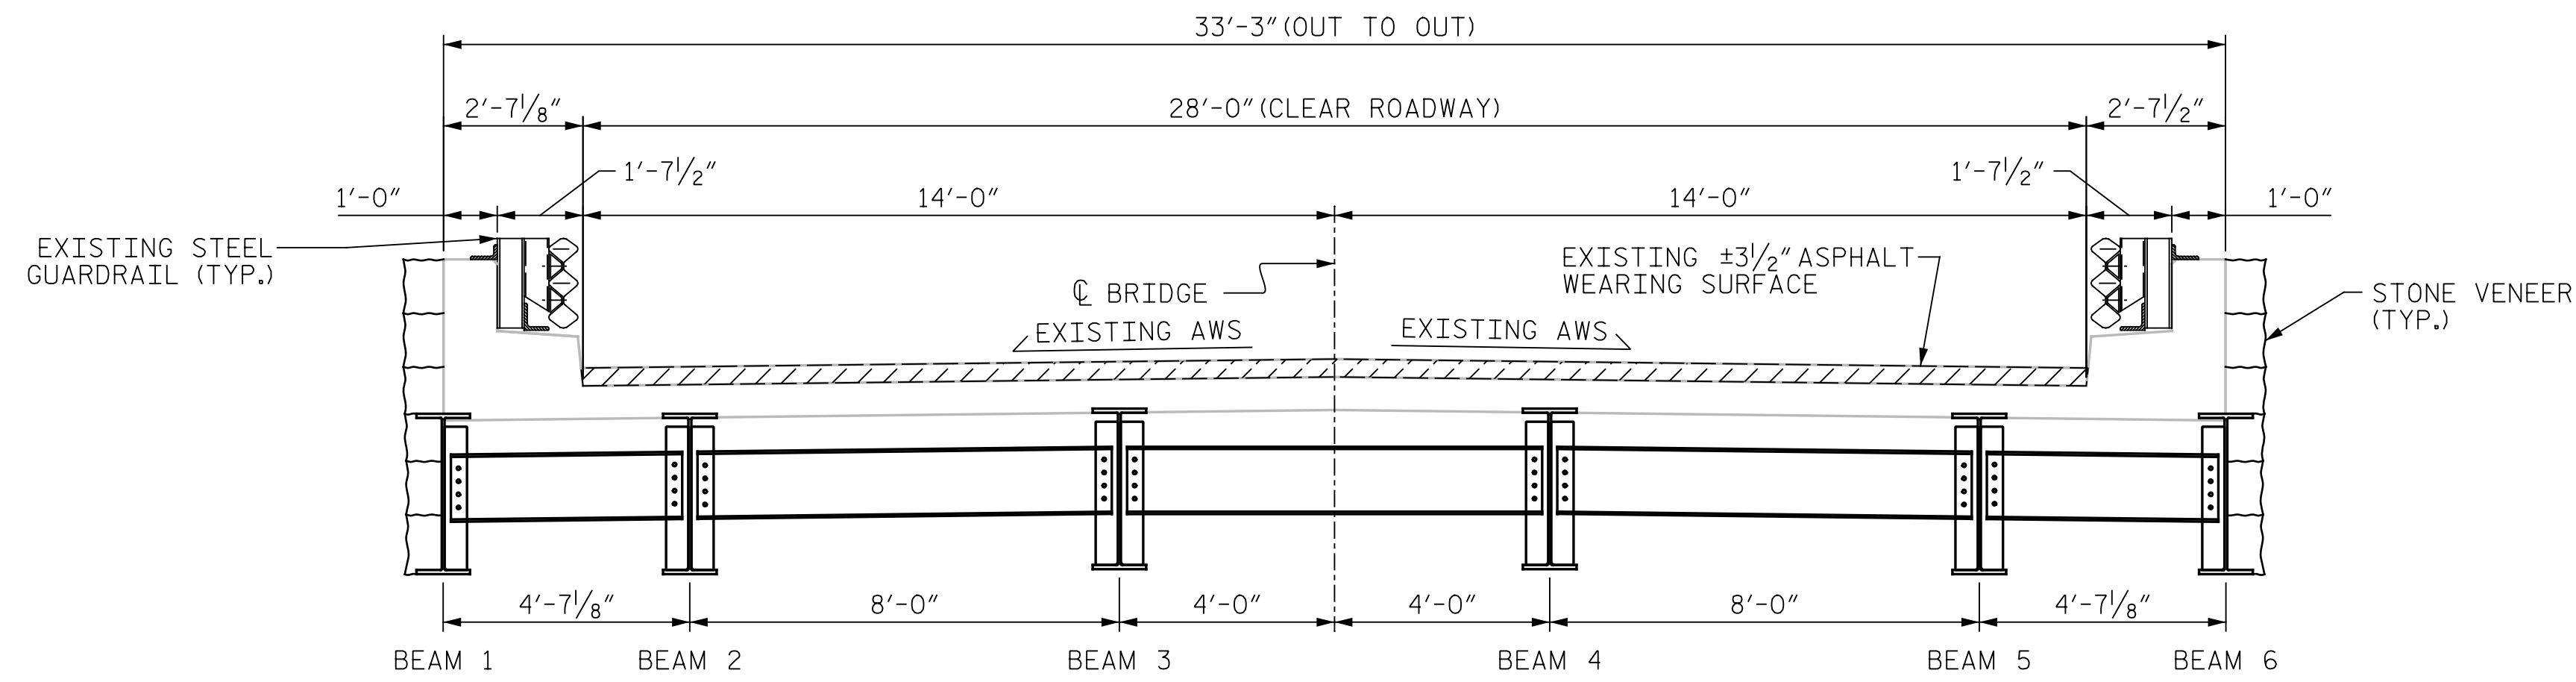 33'-3" (OUT TO OUT)
2'-7 1/8"
28'-0" (CLEAR ROADWAY)
2'-7 1/2"
1'-0"
1'-7 1/2"
14'-0"
14'-0"
1'-7 1/2"
1'-0"
EXISTING STEEL
GUARDRAIL (TYP.)
℄ BRIDGE
EXISTING ±3 1/2" ASPHALT
WEARING SURFACE
STONE VENEER
(TYP.)
EXISTING AWS
EXISTING AWS
4'-7 1/8"
8'-0"
4'-0"
4'-0"
8'-0"
4'-7 1/8"
BEAM 1
BEAM 2
BEAM 3
BEAM 4
BEAM 5
BEAM 6